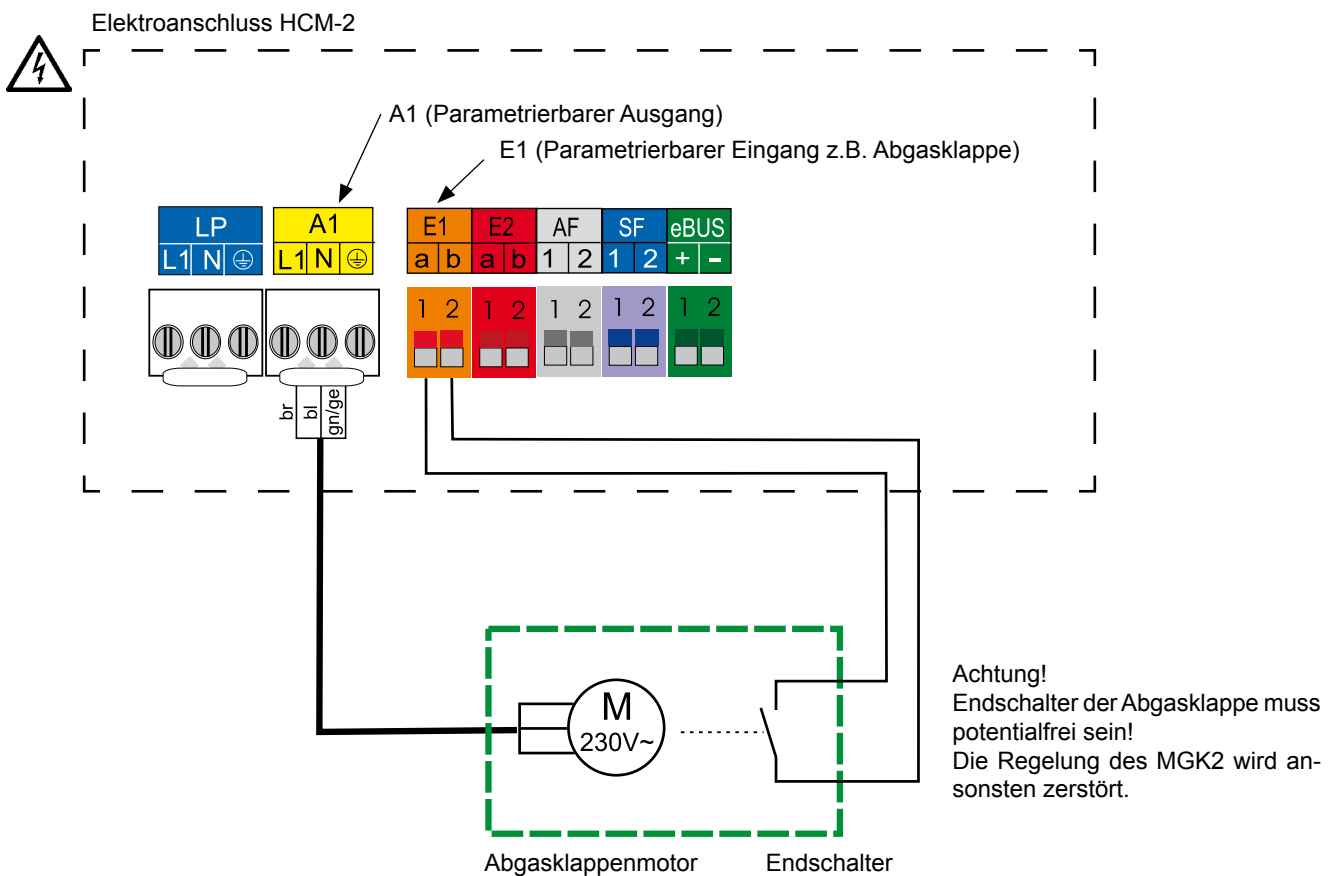 Elektroanschluss HCM-2
A1 (Parametrierbarer Ausgang)
E1 (Parametrierbarer Eingang z.B. Abgasklappe)
LP A1 E1 E2 AF SF eBUS
L1 N L1 N a b a b 1 2 1 2 + -
1 2 1 2 1 2 1 2 1 2
br bl gn/ge
M
230V~
Achtung!
Endschalter der Abgasklappe muss
potentialfrei sein!
Die Regelung des MGK2 wird an-
sonsten zerstört.
Abgasklappenmotor Endschalter